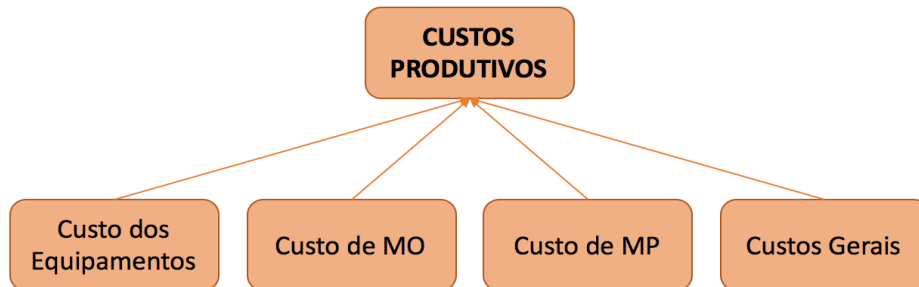 CUSTOS
PRODUTIVOS
Custo dos
Equipamentos
Custo de MO
Custo de MP
Custos Gerais